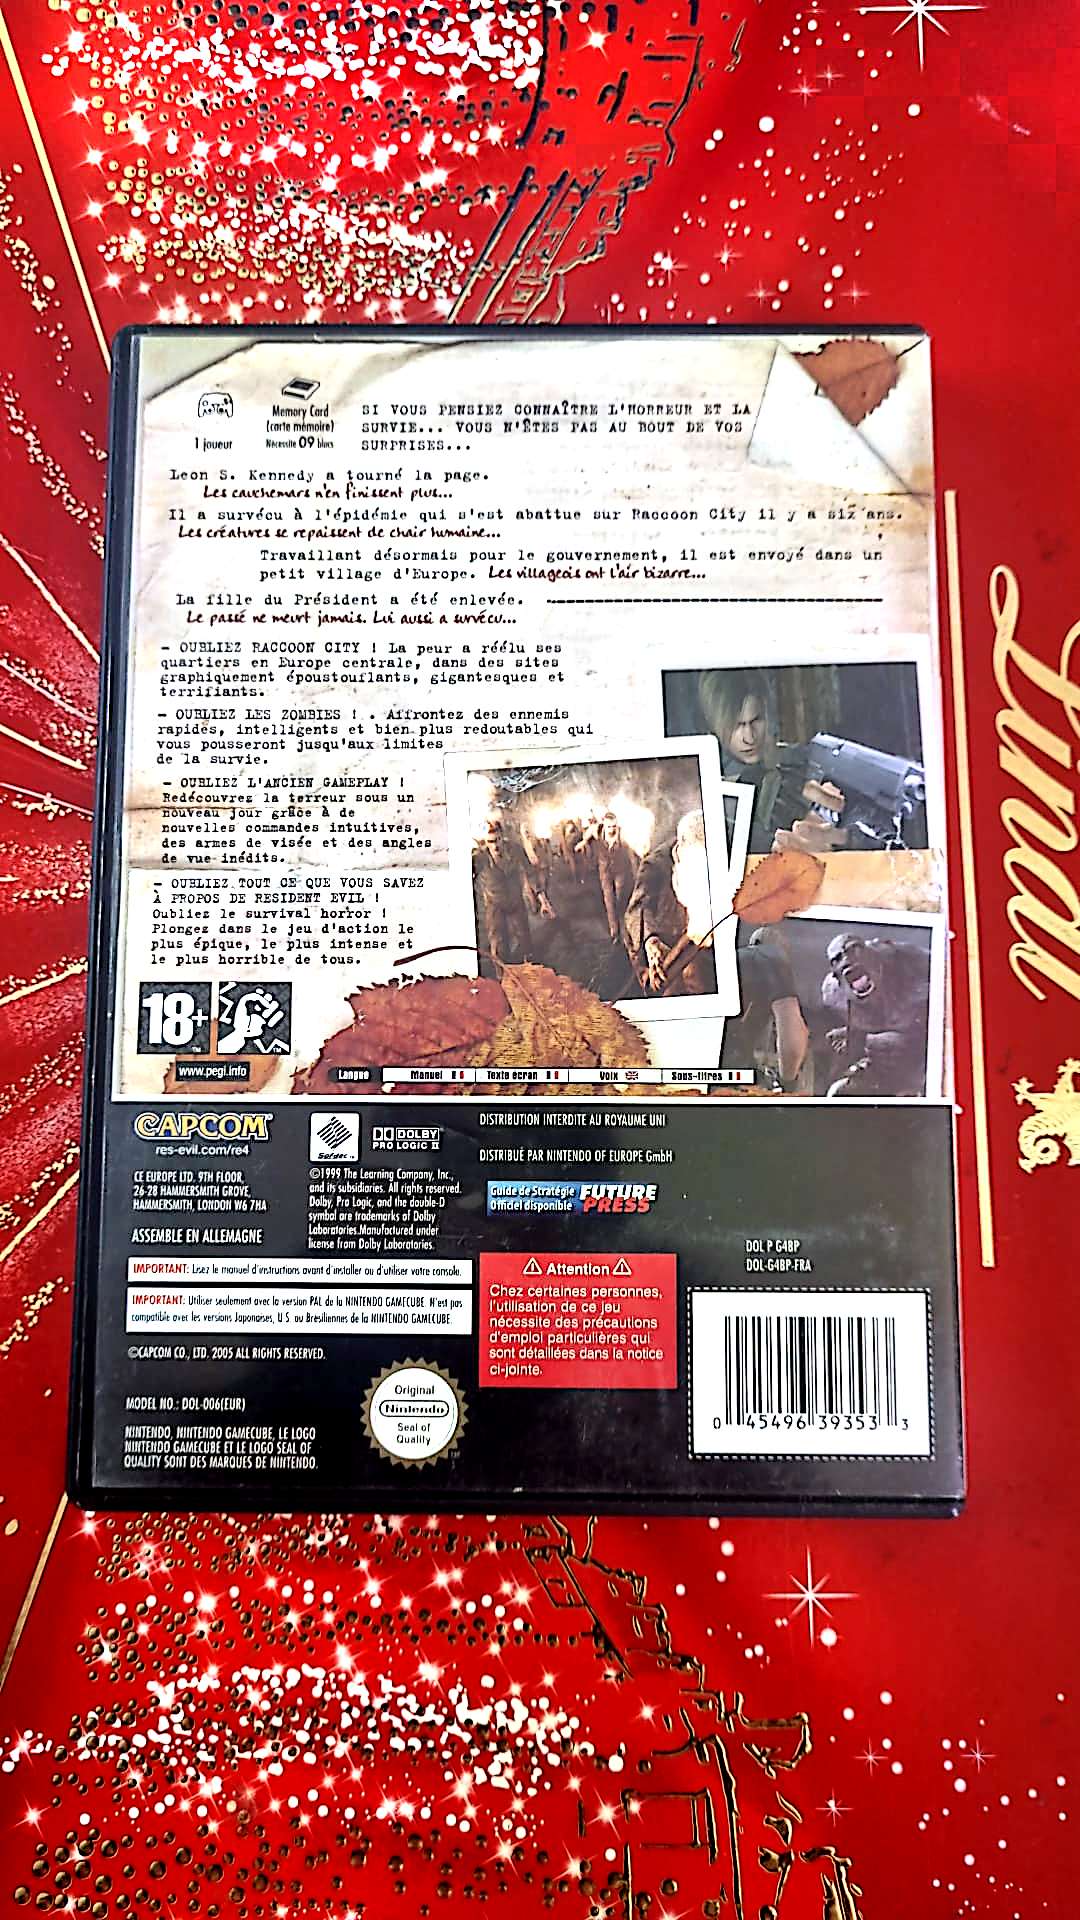 Memory Card
(carte mémoire)
1 joueur
Nécessite 09 blocs
SI VOUS PENSIEZ CONNAÎTRE L'HORREUR ET LA
SURVIE... VOUS N'ÊTES PAS AU BOUT DE VOS
SURPRISES...
Leon S. Kennedy a tourné la page.
Les cauchemars n'en finissent plus...
Il a survécu à l'épidémie qui s'est abattue sur Raccoon City il y a six ans.
Les créatures se repaissent de chair humaine...
Travaillant désormais pour le gouvernement, il est envoyé dans un
petit village d'Europe. Les villageois ont l'air bizarre...
La fille du Président a été enlevée.
Le passé ne meurt jamais. Lui aussi a survécu...
- OUBLIEZ RACCOON CITY ! La peur a réélu ses
quartiers en Europe centrale, dans des sites
graphiquement époustouflants, gigantesques et
terrifiants.
- OUBLIEZ LES ZOMBIES ! . Affrontez des ennemis
rapides, intelligents et bien plus redoutables qui
vous pousseront jusqu'aux limites
de la survie.
- OUBLIEZ L'ANCIEN GAMEPLAY !
Redécouvrez la terreur sous un
nouveau jour grâce à de
nouvelles commandes intuitives,
des armes de visée et des angles
de vue inédits.
- OUBLIEZ TOUT CE QUE VOUS SAVEZ
À PROPOS DE RESIDENT EVIL !
Oubliez le survival horror !
Plongez dans le jeu d'action le
plus épique, le plus intense et
le plus horrible de tous.
18+
www.pegi.info
Langue Manuel Texte écran Voix Sous-titres
CAPCOM
res-evil.com/re4
CE EUROPE LTD. 9TH FLOOR,
26-28 HAMMERSMITH GROVE,
HAMMERSMITH, LONDON W6 7HA
ASSEMBLE EN ALLEMAGNE
Sofdec
DOLBY
PRO LOGIC II
©1999 The Learning Company, Inc.,
and its subsidiaries. All rights reserved.
Dolby, Pro Logic, and the double-D
symbol are trademarks of Dolby
Laboratories.Manufactured under
license from Dolby Laboratories.
DISTRIBUTION INTERDITE AU ROYAUME UNI
DISTRIBUÉ PAR NINTENDO OF EUROPE GmbH
Guide de Stratégie
Officiel disponible
FUTURE
PRESS
DOL P G4BP
DOL-G4BP-FRA
IMPORTANT: Lisez le manuel d'instructions avant d'installer ou d'utiliser votre console.
IMPORTANT: Utiliser seulement avec la version PAL de la NINTENDO GAMECUBE. N'est pas
compatible avec les versions Japonaises, U.S. ou Bresiliennes de la NINTENDO GAMECUBE.
Attention
Chez certaines personnes,
l'utilisation de ce jeu
nécessite des précautions
d'emploi particulières qui
sont détaillées dans la notice
ci-jointe.
©CAPCOM CO., LTD. 2005 ALL RIGHTS RESERVED.
MODEL NO.: DOL-006(EUR)
NINTENDO, NINTENDO GAMECUBE, LE LOGO
NINTENDO GAMECUBE ET LE LOGO SEAL OF
QUALITY SONT DES MARQUES DE NINTENDO.
Original
Nintendo
Seal of
Quality
0 45496 39353 3
Lindt